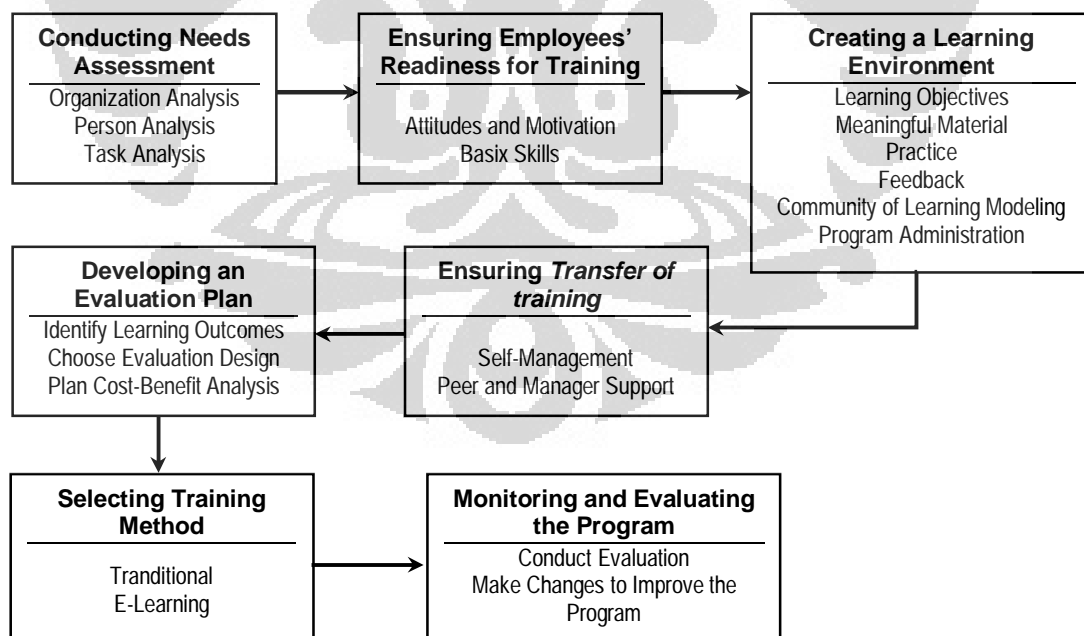 Conducting Needs
Assessment
Organization Analysis
Person Analysis
Task Analysis
Ensuring Employees’
Readiness for Training
Attitudes and Motivation
Basix Skills
Creating a Learning
Environment
Learning Objectives
Meaningful Material
Practice
Feedback
Community of Learning Modeling
Program Administration
Ensuring Transfer of
training
Self-Management
Peer and Manager Support
Developing an
Evaluation Plan
Identify Learning Outcomes
Choose Evaluation Design
Plan Cost-Benefit Analysis
Selecting Training
Method
Tranditional
E-Learning
Monitoring and Evaluating
the Program
Conduct Evaluation
Make Changes to Improve the
Program